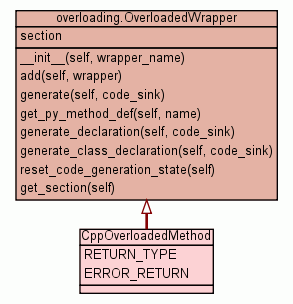 overloading.OverloadedWrapper
section
__init__(self, wrapper_name)
add(self, wrapper)
generate(self, code_sink)
get_py_method_def(self, name)
generate_declaration(self, code_sink)
generate_class_declaration(self, code_sink)
reset_code_generation_state(self)
get_section(self)
CppOverloadedMethod
RETURN_TYPE
ERROR_RETURN